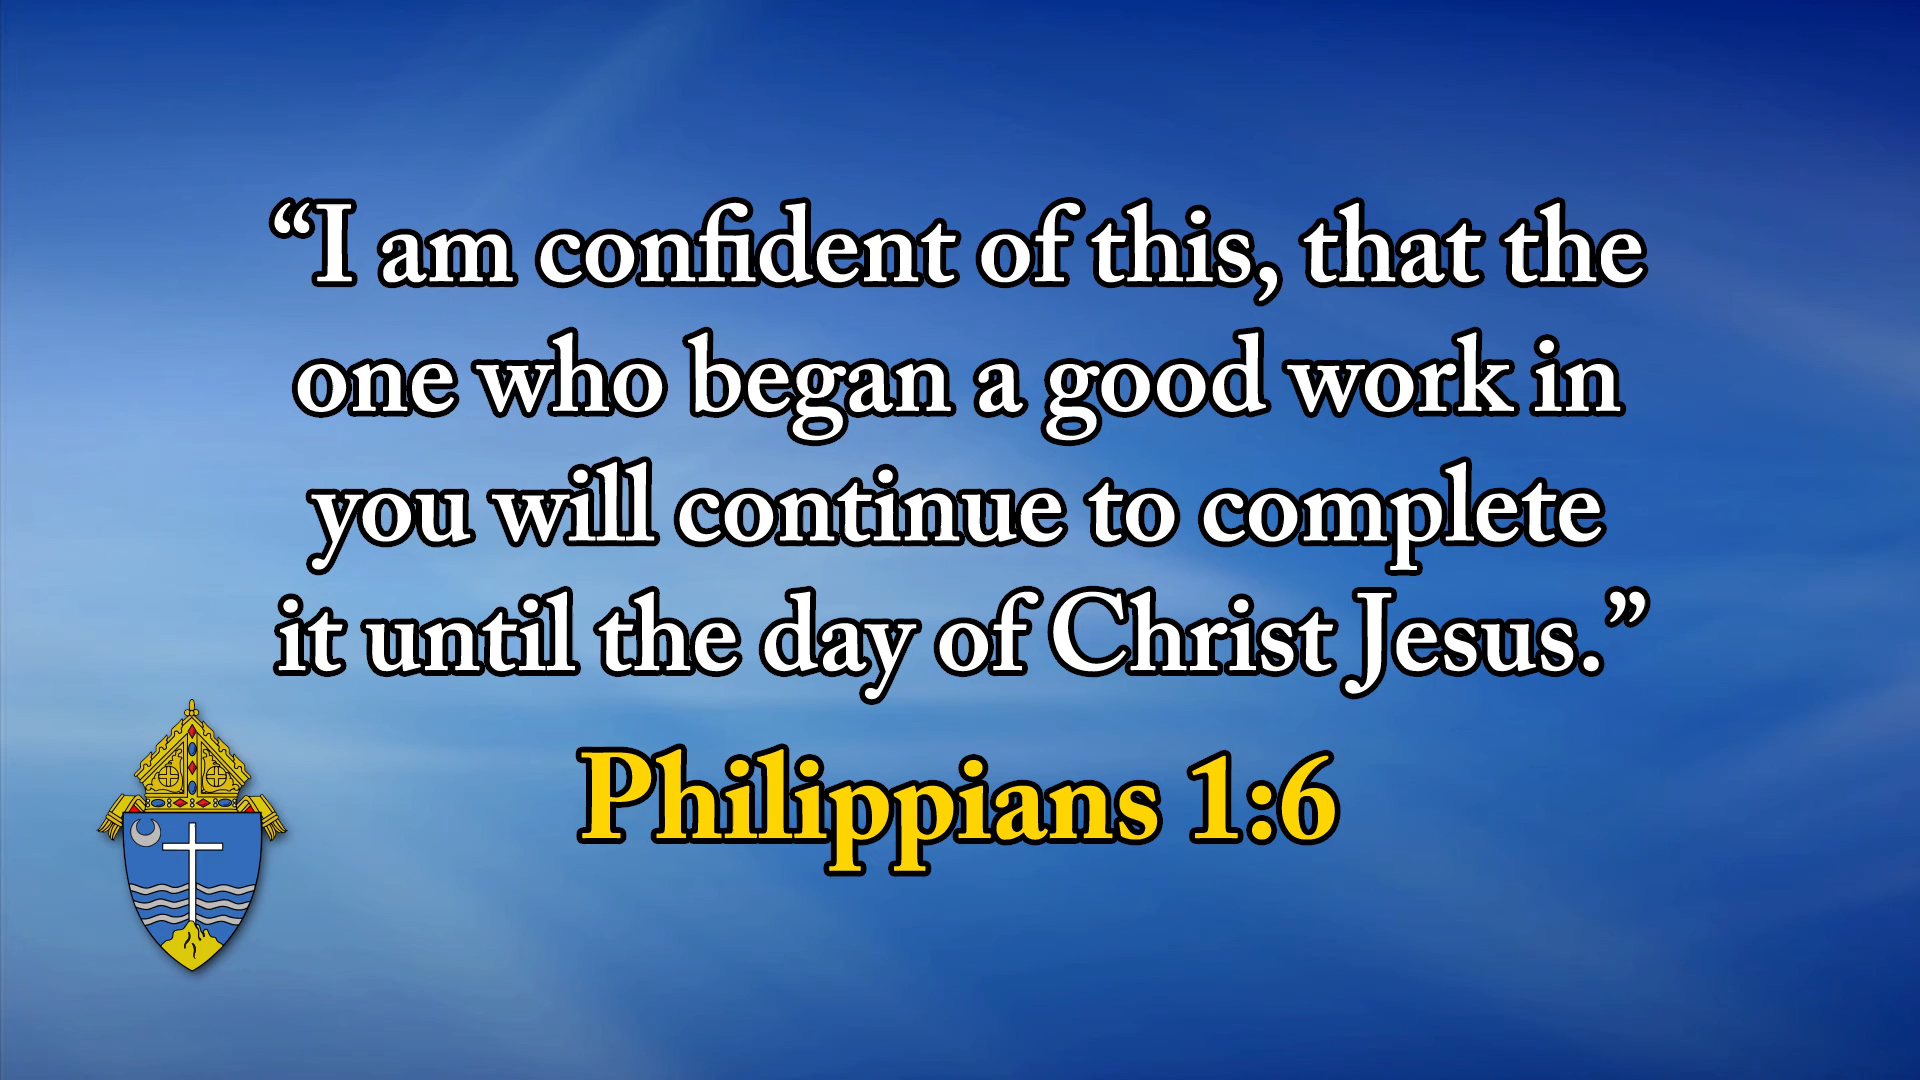 “I am confident of this, that the
one who began a good work in
you will continue to complete
it until the day of Christ Jesus.”
Philippians 1:6